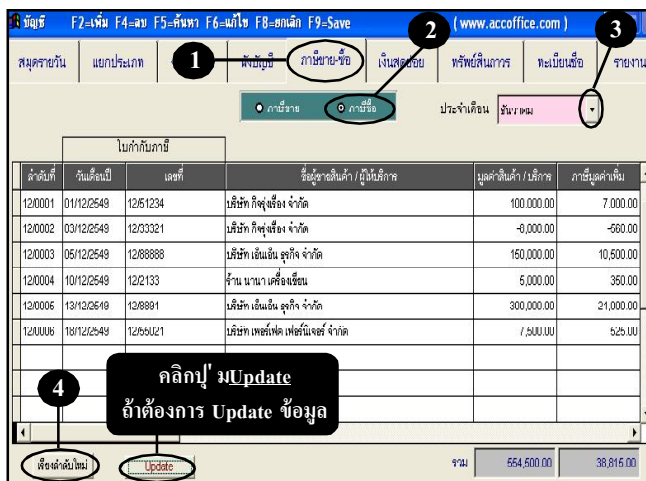 บัญชี F2=เพิ่ม F4=ลบ F5=ค้นหา F6=แก้ไข F8=ยกเลิก F9=Save ( www.accoffice.com )
2 3
สมุดรายวัน แยกประเภท 1 ผังบัญชี ภาษีขาย-ซื้อ เงินสดย่อย ทรัพย์สินถาวร ทะเบียนชื่อ รายงาน
ภาษีขาย ภาษีซื้อ ประจำเดือน ธันวาคม
ใบกำกับภาษี
ลำดับที่ วันเดือนปี เลขที่ ชื่อผู้ขายสินค้า / ผู้ให้บริการ มูลค่าสินค้า / บริการ ภาษีมูลค่าเพิ่ม
12/0001 01/12/2549 12/51234 บริษัท กิจรุ่งเรือง จำกัด 100,000.00 7,000.00
12/0002 03/12/2549 12/33321 บริษัท กิจรุ่งเรือง จำกัด -8,000.00 -560.00
12/0003 05/12/2549 12/88888 บริษัท เอ็นเอ็น ธุรกิจ จำกัด 150,000.00 10,500.00
12/0004 10/12/2549 12/2133 ร้าน นานา เครื่องเขียน 5,000.00 350.00
12/0005 13/12/2549 12/8891 บริษัท เอ็นเอ็น ธุรกิจ จำกัด 300,000.00 21,000.00
12/0006 18/12/2549 12/55021 บริษัท เพอร์เฟค เฟอร์นิเจอร์ จำกัด 7,500.00 525.00
คลิกปุ่มUpdate
ถ้าต้องการ Update ข้อมูล
4
เรียงลำดับใหม่ Update รวม 554,500.00 38,815.00